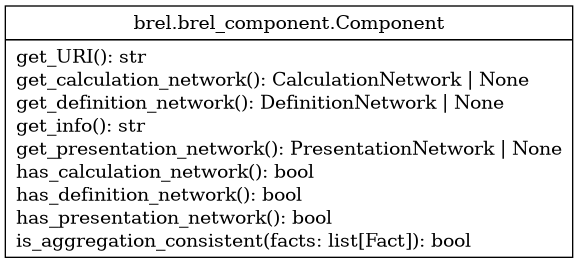 brel.brel_component.Component
get_URI(): str
get_calculation_network(): CalculationNetwork | None
get_definition_network(): DefinitionNetwork | None
get_info(): str
get_presentation_network(): PresentationNetwork | None
has_calculation_network(): bool
has_definition_network(): bool
has_presentation_network(): bool
is_aggregation_consistent(facts: list[Fact]): bool